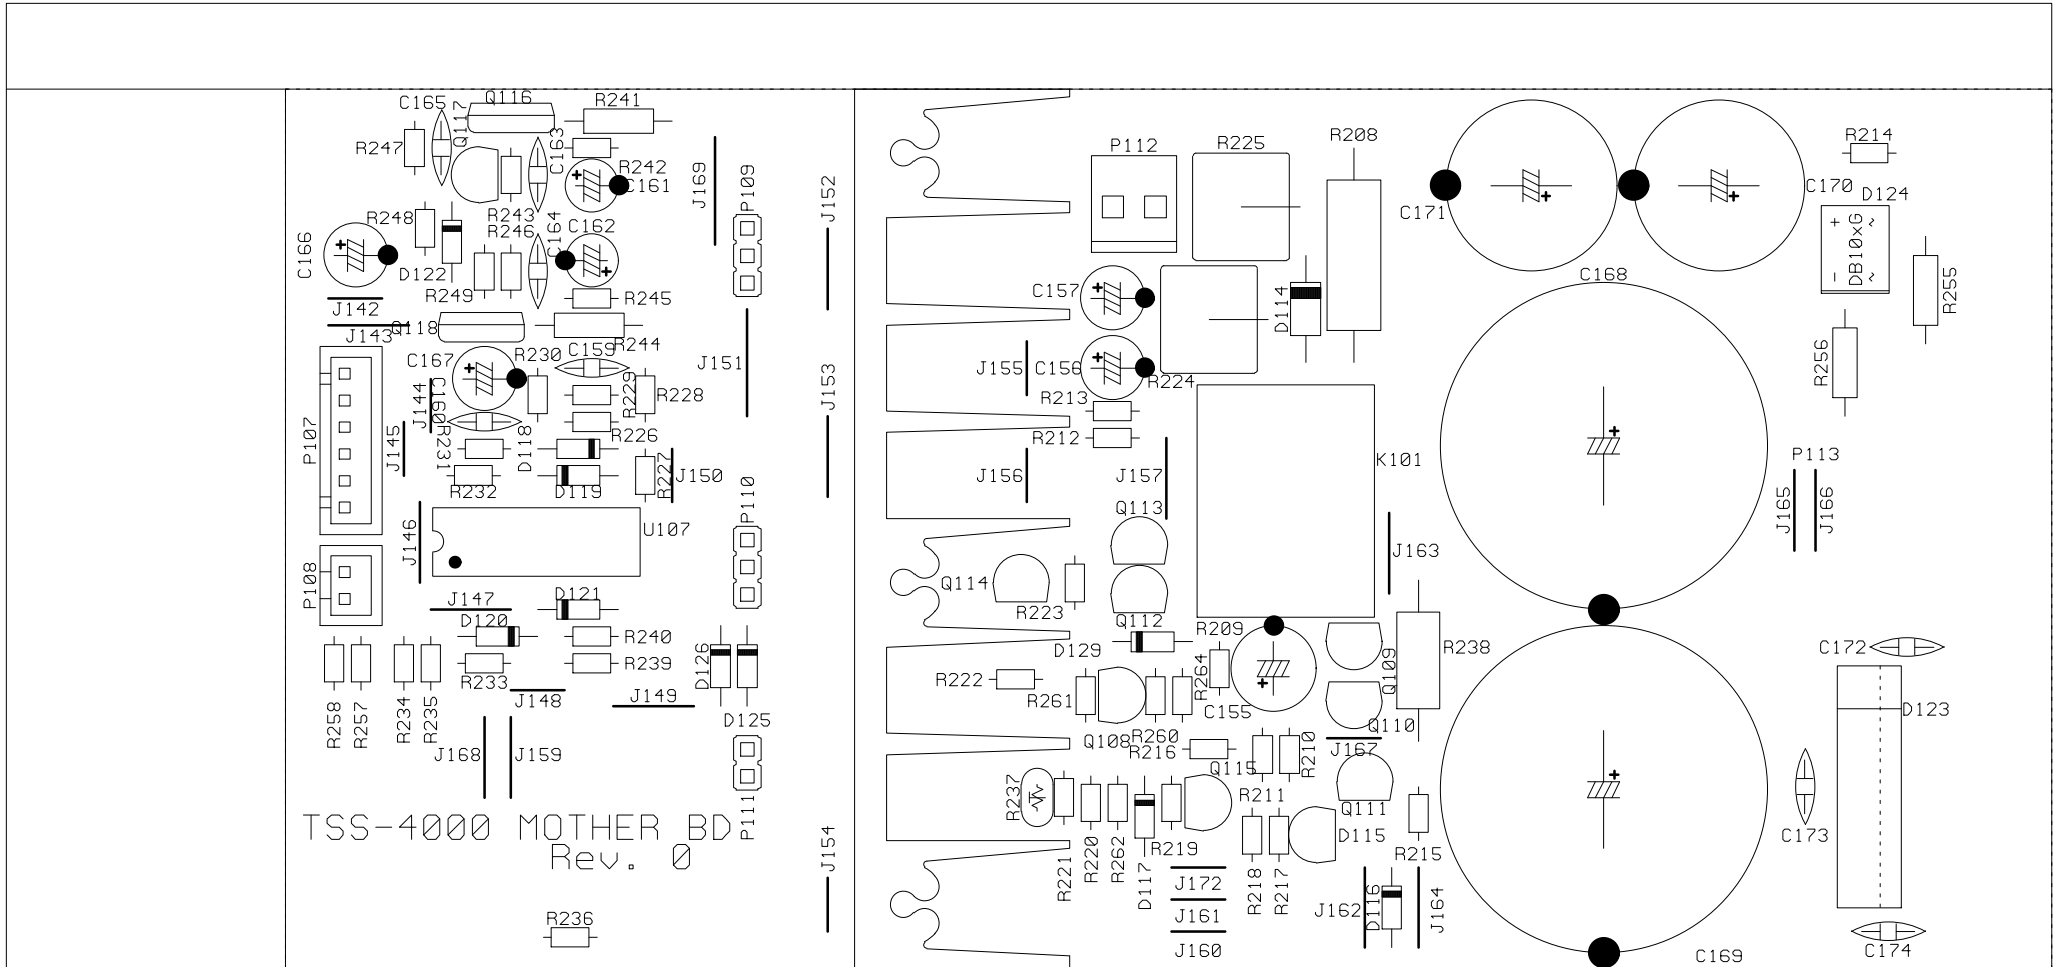 C165
Q117
Q116
R241
R247
C163
R242
C161
J169
P109
J152
P112
R225
R208
R214
C171
C170
D124
+
~
DB10xG
-
~
R248
R243
R246
C164
C162
C166
D122
R249
R245
J142
J143
Q118
R244
C157
D114
C168
R255
C167
R230
C159
J151
J153
J155
C156
R224
R256
J144
C160
R229
R228
R213
P107
J145
R231
D118
R226
R212
K101
P113
R232
D119
R227
J150
J156
J157
J165
J166
P110
Q113
J146
U107
J163
P108
Q114
R223
J147
D121
Q112
D120
R240
D126
D129
R209
R238
C172
R233
R239
R222
R261
R264
Q109
J148
J149
C155
D123
R258
R257
R234
R235
D125
Q108
R260
R216
Q110
J168
J159
J167
R210
Q115
R237
R211
Q111
TSS-4000 MOTHER BD
Rev. 0
P111
J154
D115
C173
R219
R215
R221
R220
R262
D117
J172
R218
R217
J161
J162
D116
J164
R236
J160
C174
C169